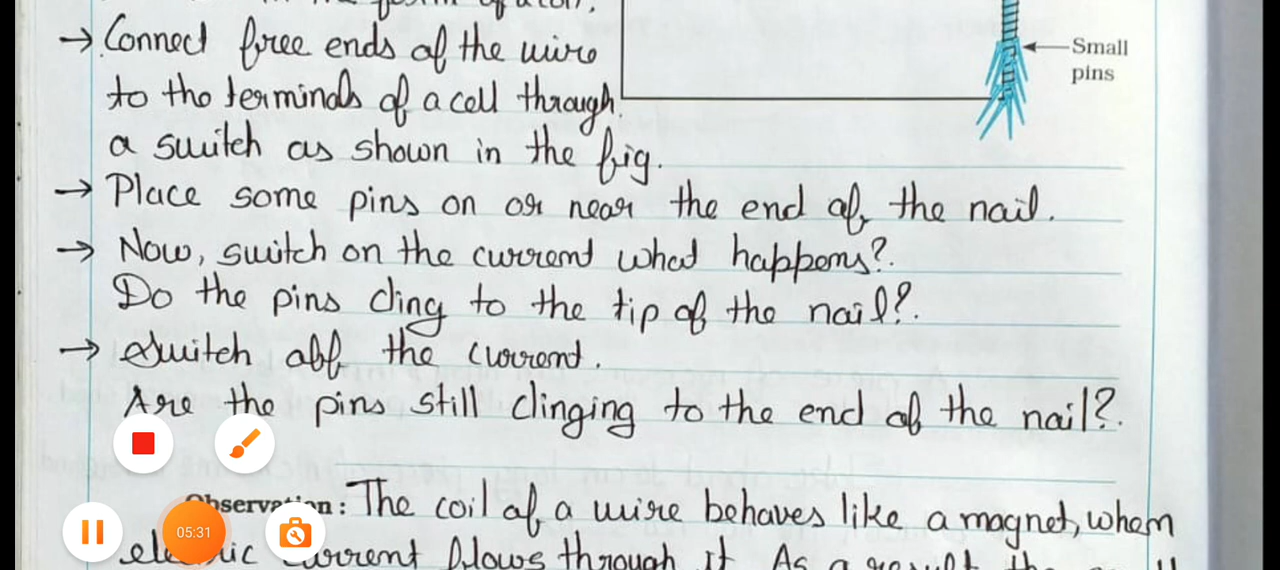 → Connect free ends of the wire
to the terminals of a cell through
a switch as shown in the fig.
Small
pins
→ Place some pins on or near the end of the nail.
→ Now, switch on the current what happens?.
Do the pins cling to the tip of the nail?.
→ Switch off the current.
Are the pins still clinging to the end of the nail?.
Observation: The coil of a wire behaves like a magnet, when
electric current flows through it. As a result the
05:31